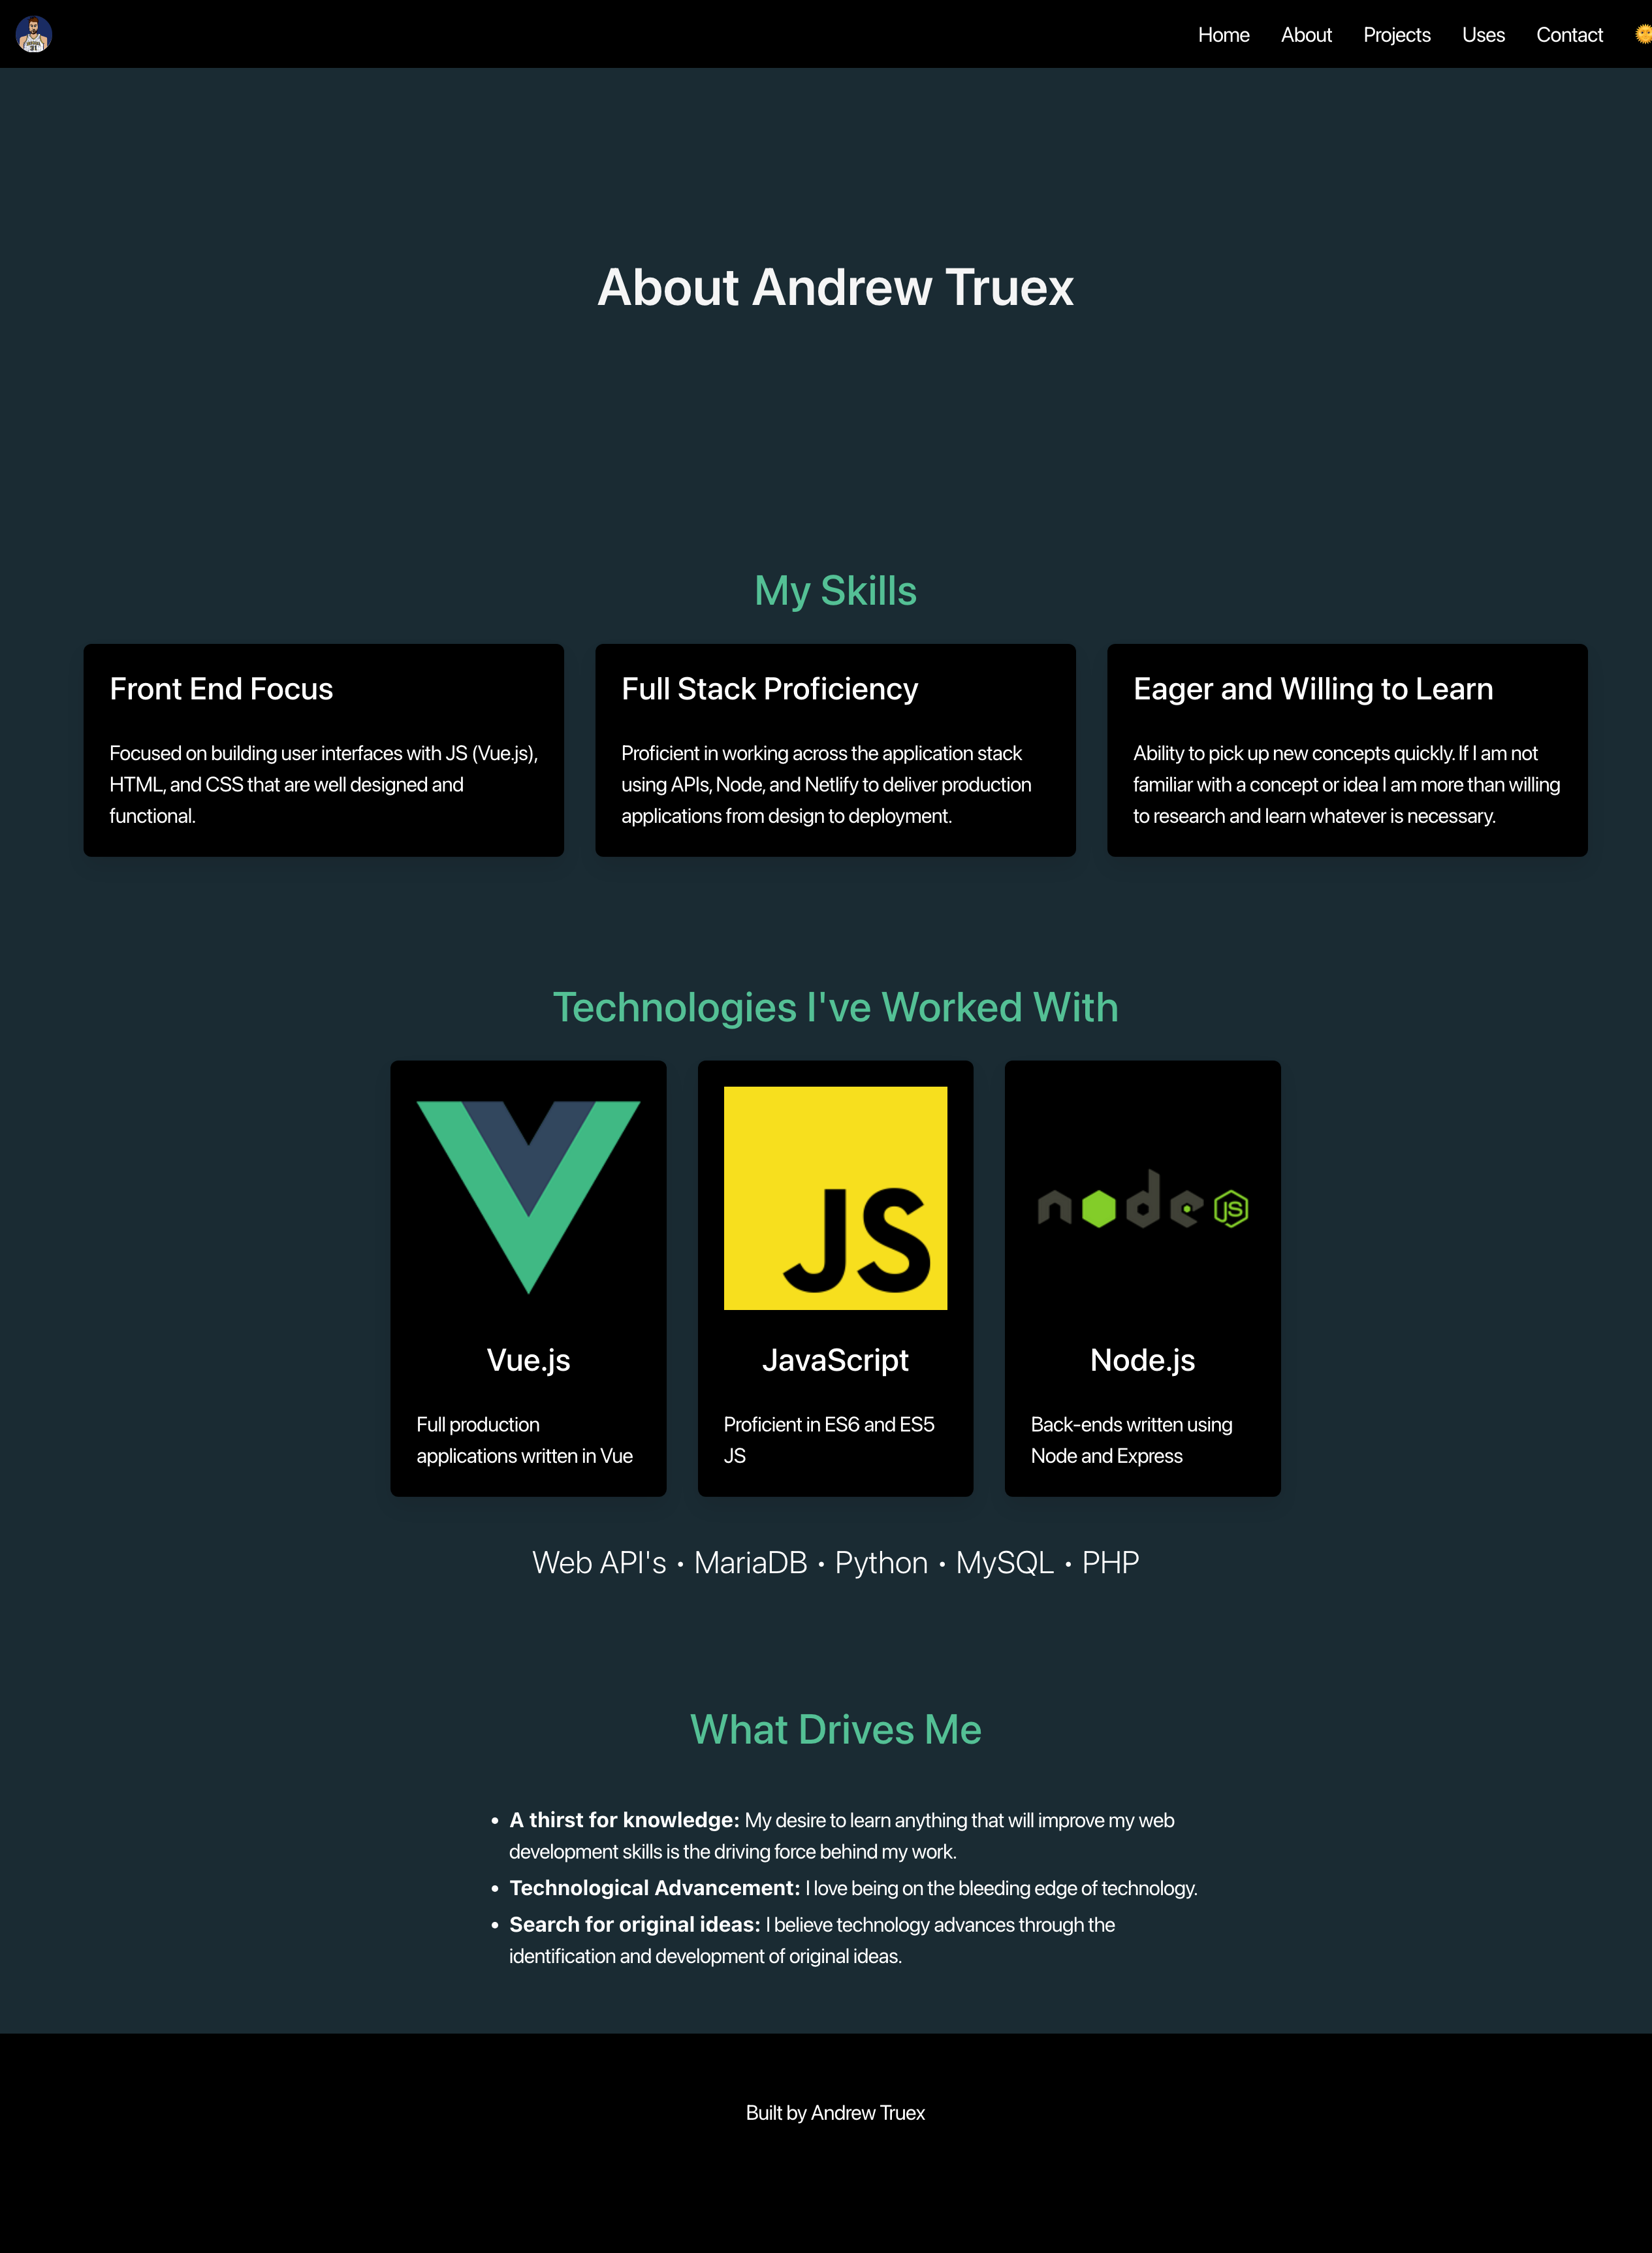 Home About Projects Uses Contact
About Andrew Truex
My Skills
Front End Focus
Focused on building user interfaces with JS (Vue.js),
HTML, and CSS that are well designed and
functional.
Full Stack Proficiency
Proficient in working across the application stack
using APIs, Node, and Netlify to deliver production
applications from design to deployment.
Eager and Willing to Learn
Ability to pick up new concepts quickly. If I am not
familiar with a concept or idea I am more than willing
to research and learn whatever is necessary.
Technologies I've Worked With
Vue.js
Full production
applications written in Vue
JS
JavaScript
Proficient in ES6 and ES5
JS
node JS
Node.js
Back-ends written using
Node and Express
Web API's • MariaDB • Python • MySQL • PHP
What Drives Me
• A thirst for knowledge: My desire to learn anything that will improve my web
development skills is the driving force behind my work.
• Technological Advancement: I love being on the bleeding edge of technology.
• Search for original ideas: I believe technology advances through the
identification and development of original ideas.
Built by Andrew Truex